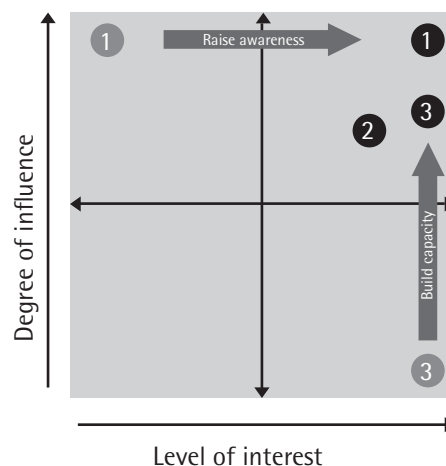 1
Raise awareness
1
3
2
Build capacity
3
Degree of influence
Level of interest